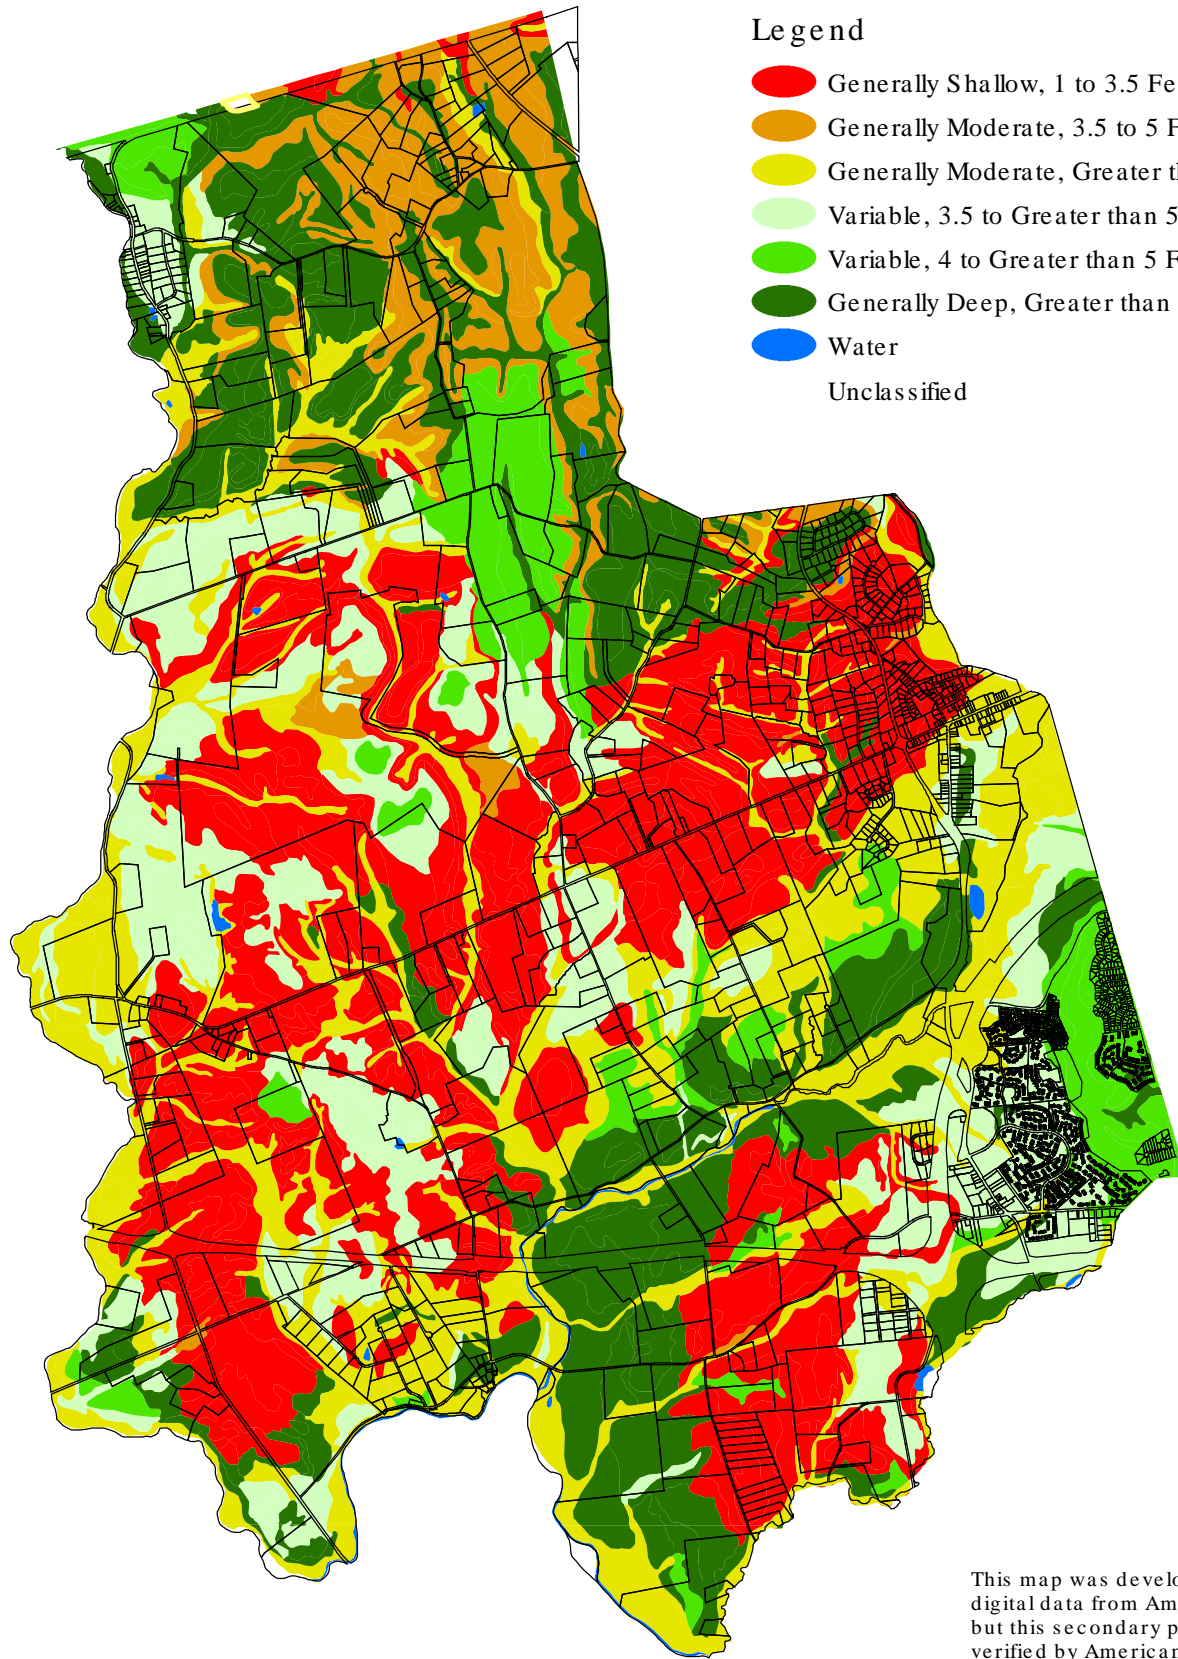 Legend
Generally Shallow, 1 to 3.5 Fe
Generally Moderate, 3.5 to 5 F
Generally Moderate, Greater th
Variable, 3.5 to Greater than 5
Variable, 4 to Greater than 5 F
Generally Deep, Greater than
Water
Unclassified
This map was develo
digital data from Am
but this secondary p
verified by American